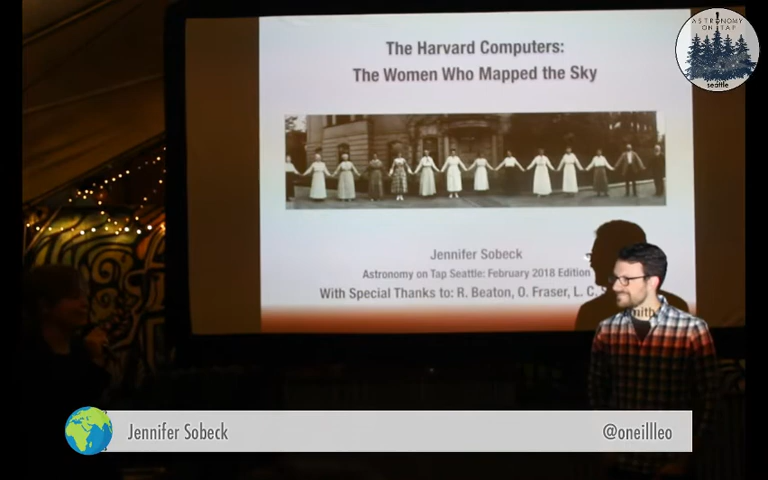 The Harvard Computers:
The Women Who Mapped the Sky
ASTRONOMY
ON TAP
seattle
Jennifer Sobeck
Astronomy on Tap Seattle: February 2018 Edition
With Special Thanks to: R. Beaton, O. Fraser, L. C.
mith
Jennifer Sobeck
@oneillleo